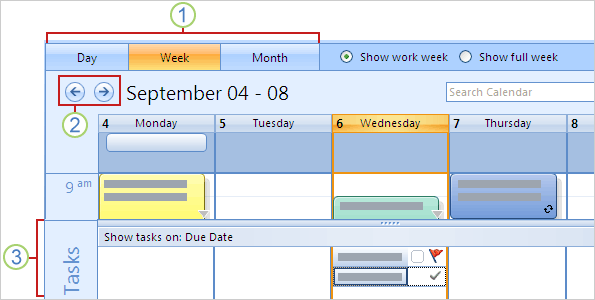 1
Day Week Month Show work week Show full week
September 04 - 08 Search Calendar
2
4 Monday 5 Tuesday 6 Wednesday 7 Thursday 8
9 am
Show tasks on: Due Date
3
Tasks